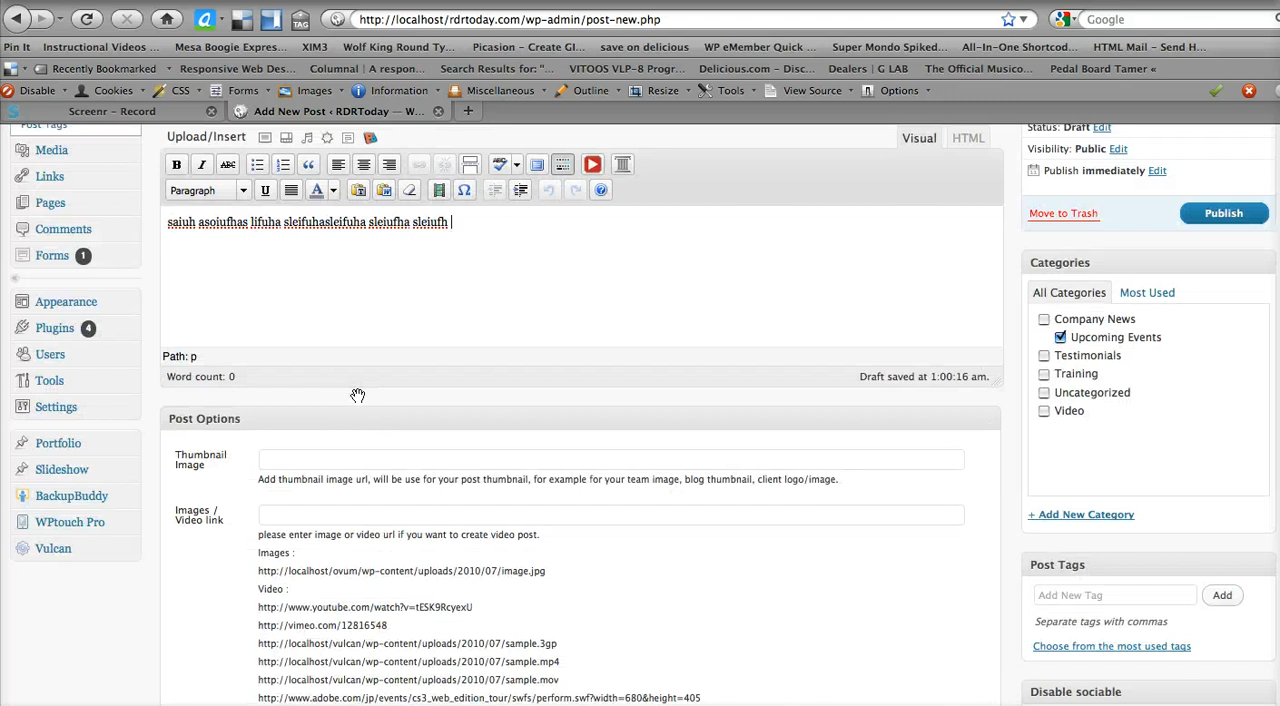 http://localhost/rdrtoday.com/wp-admin/post-new.php
Google
Pin It Instructional Videos ... Mesa Boogie Expres... XIM3 Wolf King Round Ty... Picasion - Create GI... save on delicious WP eMember Quick ... Super Mondo Spiked... All-In-One Shortcod... HTML Mail - Send H...
Recently Bookmarked Responsive Web Des... Columnal | A respon... Search Results for: "... VITOOS VLP-8 Progr... Delicious.com - Disc... Dealers | G LAB The Official Musico... Pedal Board Tamer «
Disable Cookies CSS Forms Images Information Miscellaneous Outline Resize Tools View Source Options
Screenr - Record
Add New Post ‹ RDRToday — W...
Post Tags
Media
Links
Pages
Comments
Forms 1
Appearance
Plugins 4
Users
Tools
Settings
Portfolio
Slideshow
BackupBuddy
WPtouch Pro
Vulcan
Upload/Insert
Visual HTML
B I ABC
Paragraph U A
saiuh asoiufhas lifuha sleifuhasleifuha sleiufha sleiufh
Path: p
Word count: 0
Draft saved at 1:00:16 am.
Post Options
Thumbnail
Image
Add thumbnail image url, will be use for your post thumbnail, for example for your team image, blog thumbnail, client logo/image.
Images /
Video link
please enter image or video url if you want to create video post.
Images :
http://localhost/ovum/wp-content/uploads/2010/07/image.jpg
Video :
http://www.youtube.com/watch?v=tESK9RcyexU
http://vimeo.com/12816548
http://localhost/vulcan/wp-content/uploads/2010/07/sample.3gp
http://localhost/vulcan/wp-content/uploads/2010/07/sample.mp4
http://localhost/vulcan/wp-content/uploads/2010/07/sample.mov
http://www.adobe.com/jp/events/cs3_web_edition_tour/swfs/perform.swf?width=680&height=405
Status: Draft Edit
Visibility: Public Edit
Publish immediately Edit
Move to Trash
Publish
Categories
All Categories Most Used
Company News
Upcoming Events
Testimonials
Training
Uncategorized
Video
+ Add New Category
Post Tags
Add New Tag
Add
Separate tags with commas
Choose from the most used tags
Disable sociable